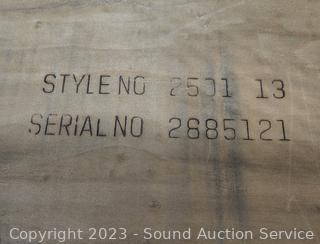 STYLE NO 2501 13
SERIAL NO 2885121
Copyright 2023 - Sound Auction Service